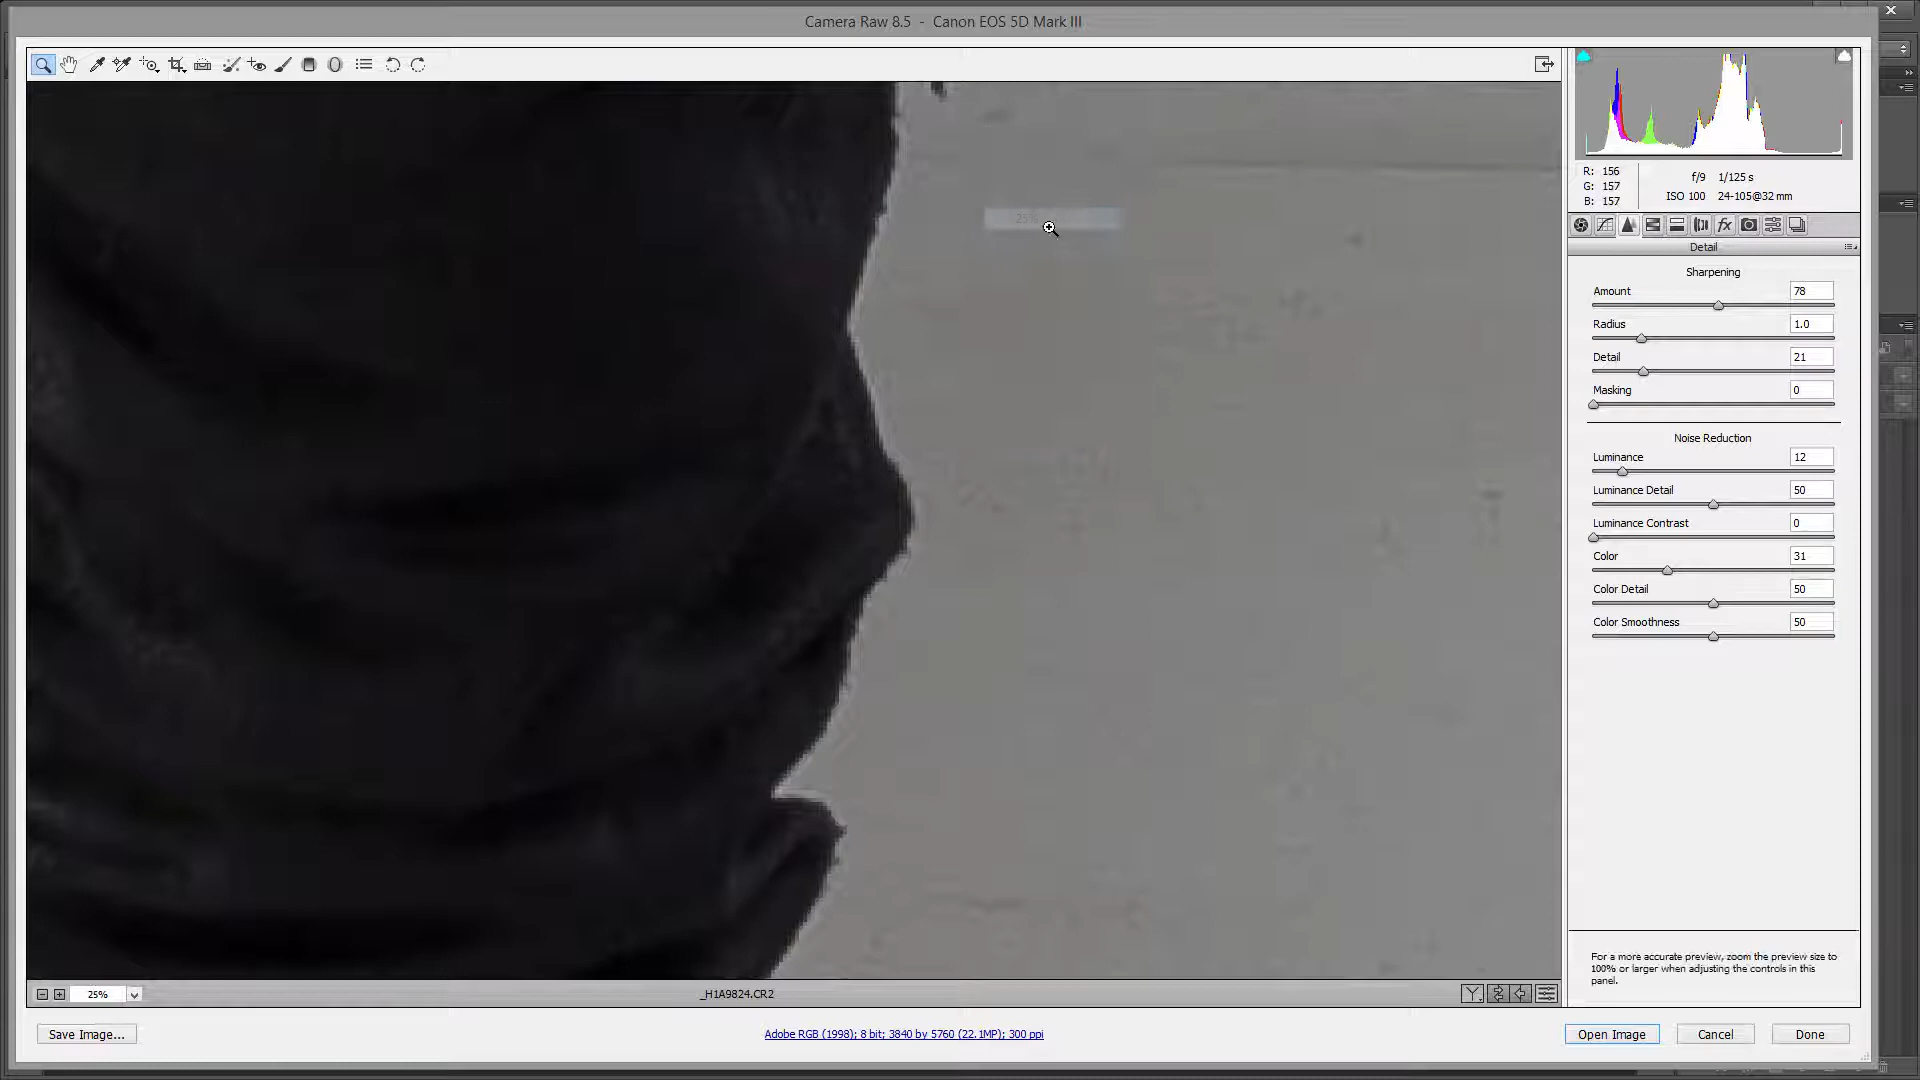 Camera Raw 8.5 - Canon EOS 5D Mark III
R: 156
G: 157
B: 157
f/9 1/125 s
ISO 100 24-105@32 mm
Detail
25%
Sharpening
Amount 78
Radius 1.0
Detail 21
Masking 0
Noise Reduction
Luminance 12
Luminance Detail 50
Luminance Contrast 0
Color 31
Color Detail 50
Color Smoothness 50
For a more accurate preview, zoom the preview size to
100% or larger when adjusting the controls in this
panel.
25%
_H1A9824.CR2
Save Image...
Adobe RGB (1998); 8 bit; 3840 by 5760 (22.1MP); 300 ppi
Open Image
Cancel
Done